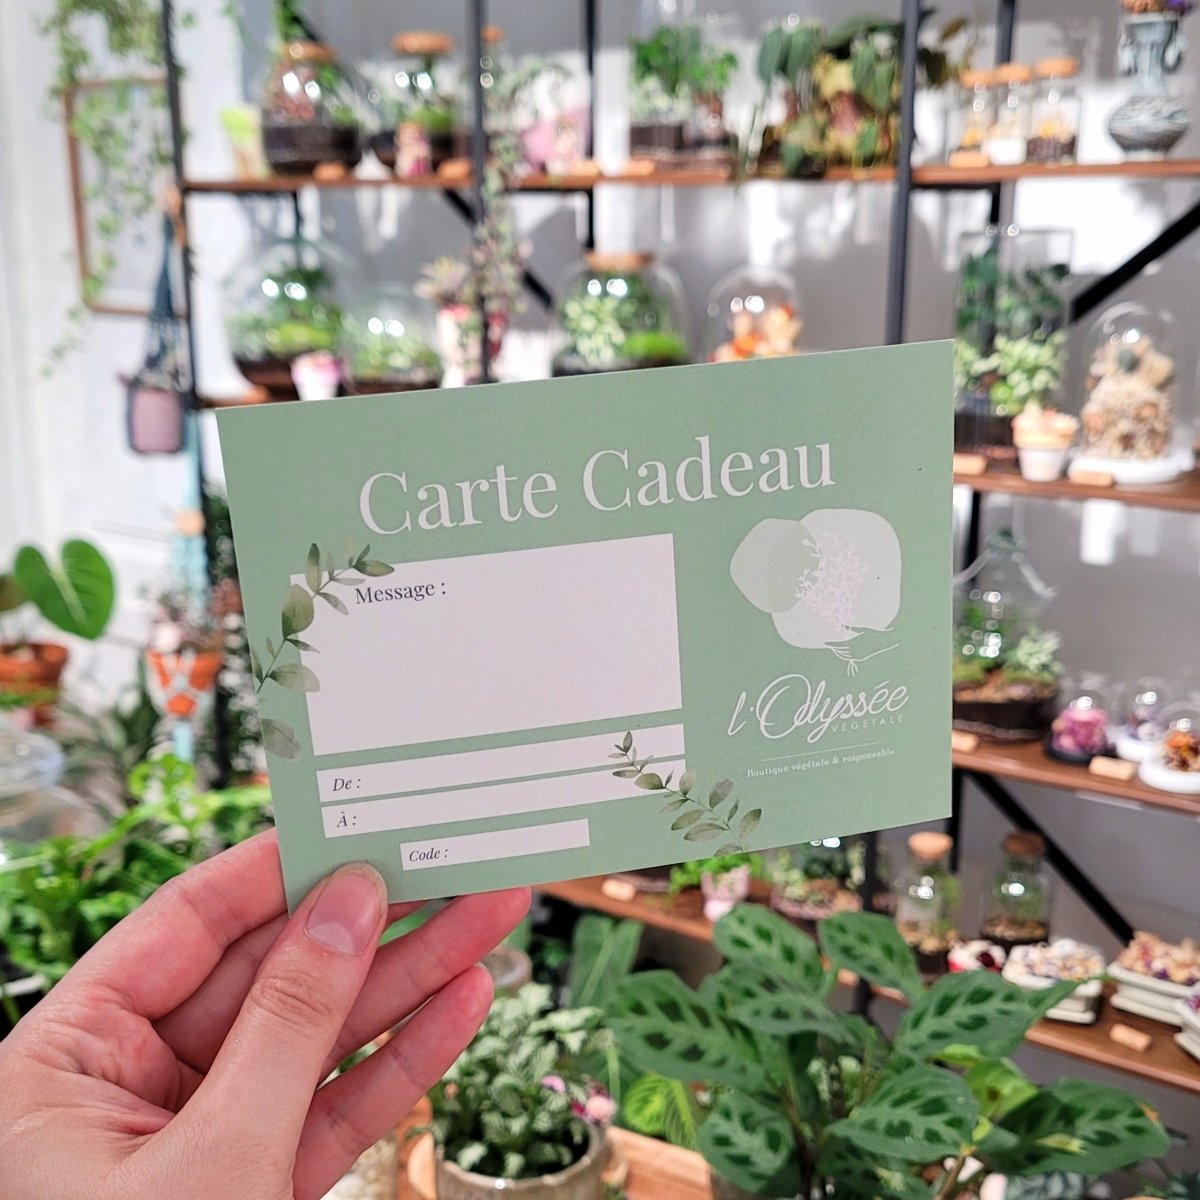 Carte Cadeau
Message :
De :
À :
Code :
l'Odyssée
VÉGÉTALE
Boutique végétale & responsable